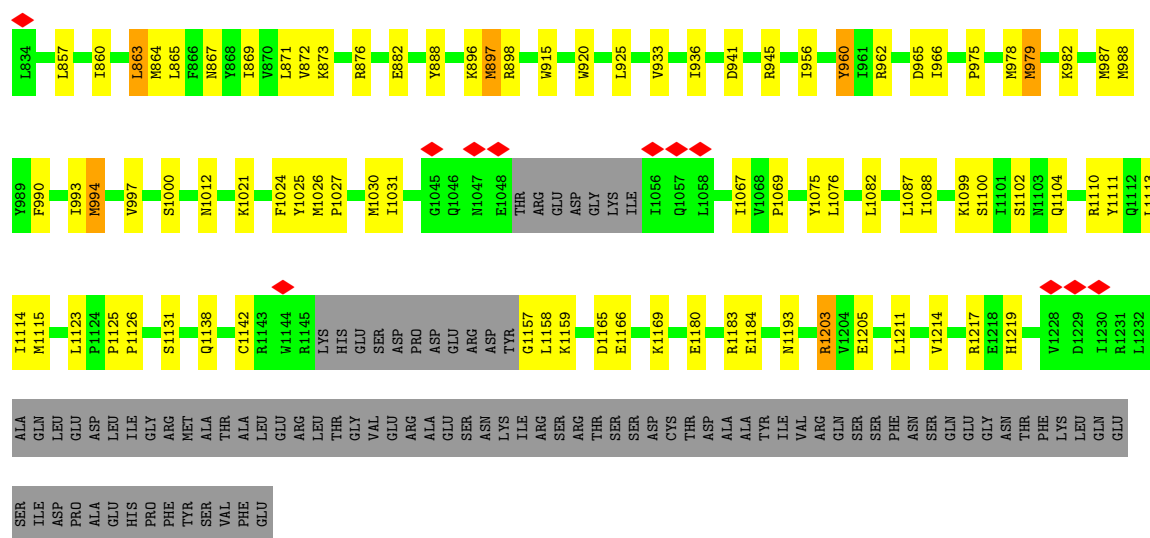 L834 L857 I860 L863 M864 L865 F866 N867 Y868 I869 V870 L871 V872 K873 R876 E882 Y888 K896 M897 R898 W915 W920 L925 V933 I936 D941 R945 I956 Y960 I961 R962 D965 I966 P975 M978 M979 K982 M987 M988
Y989 F990 I993 M994 V997 S1000 N1012 K1021 F1024 Y1025 M1026 P1027 M1030 I1031 G1045 Q1046 N1047 E1048 THR ARG GLU ASP GLY LYS ILE I1056 Q1057 L1058 I1067 V1068 P1069 Y1075 L1076 L1082 L1087 I1088 K1099 S1100 I1101 S1102 N1103 Q1104 R1110 Y1111 Q1112 L1113
I1114 M1115 L1123 P1124 P1125 P1126 S1131 Q1138 C1142 R1143 W1144 R1145 LYS HIS GLU SER ASP PRO ASP GLU ARG ASP TYR G1157 L1158 K1159 D1165 E1166 K1169 E1180 R1183 E1184 N1193 R1203 V1204 E1205 L1211 V1214 R1217 E1218 H1219 V1228 D1229 I1230 R1231 L1232
ALA GLN LEU GLU ASP LEU ILE GLY ARG MET ALA THR ALA LEU GLU ARG LEU THR GLY VAL GLU ARG ALA GLU SER ASN LYS ILE ARG SER ARG THR SER SER ASP CYS THR ASP ALA ALA TYR ILE VAL ARG GLN SER SER PHE ASN SER GLN GLU GLY ASN THR PHE LYS LEU GLN GLU
SER ILE ASP PRO ALA GLU HIS PRO PHE TYR SER VAL PHE GLU